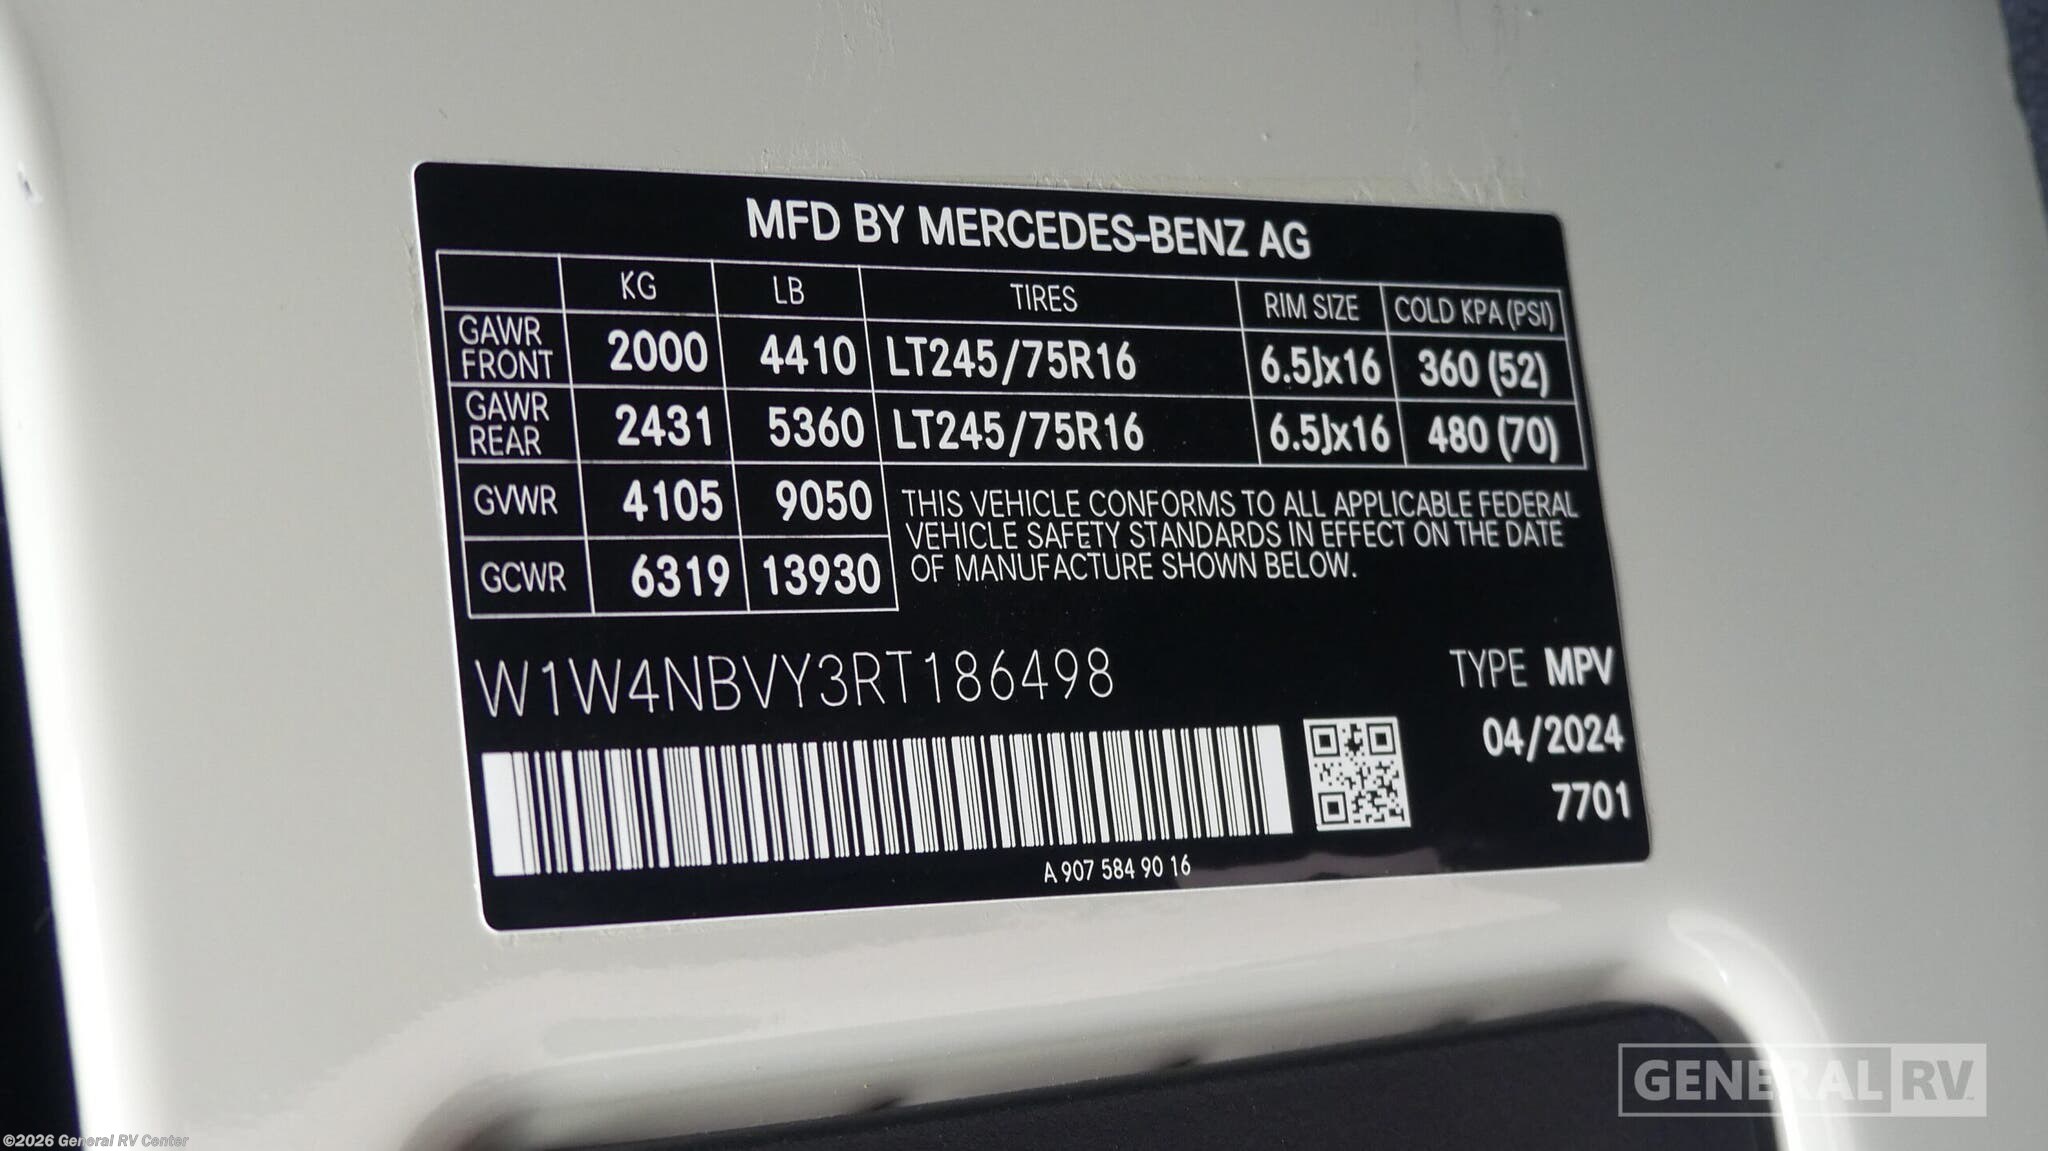 MFD BY MERCEDES-BENZ AG
KG LB TIRES RIM SIZE COLD KPA (PSI)
GAWR FRONT 2000 4410 LT245/75R16 6.5Jx16 360 (52)
GAWR REAR 2431 5360 LT245/75R16 6.5Jx16 480 (70)
GVWR 4105 9050
GCWR 6319 13930
THIS VEHICLE CONFORMS TO ALL APPLICABLE FEDERAL
VEHICLE SAFETY STANDARDS IN EFFECT ON THE DATE
OF MANUFACTURE SHOWN BELOW.
W1W4NBVY3RT186498
TYPE MPV
04/2024
7701
A 907 584 90 16
GENERAL RV
©2026 General RV Center